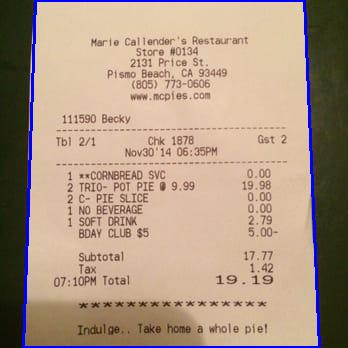 Marie Callender's Restaurant
Store #0134
2131 Price St.
Pismo Beach, CA 93449
(805) 773-0606
www.mcpies.com
111590 Becky
Tbl 2/1 Chk 1878 Gst 2
Nov30'14 06:35PM
1 **CORNBREAD SVC 0.00
2 TRIO- POT PIE @ 9.99 19.98
2 C- PIE SLICE 0.00
1 NO BEVERAGE 0.00
1 SOFT DRINK 2.79
BDAY CLUB $5 5.00-
Subtotal 17.77
Tax 1.42
07:10PM Total 19.19
****************
Indulge.. Take home a whole pie!